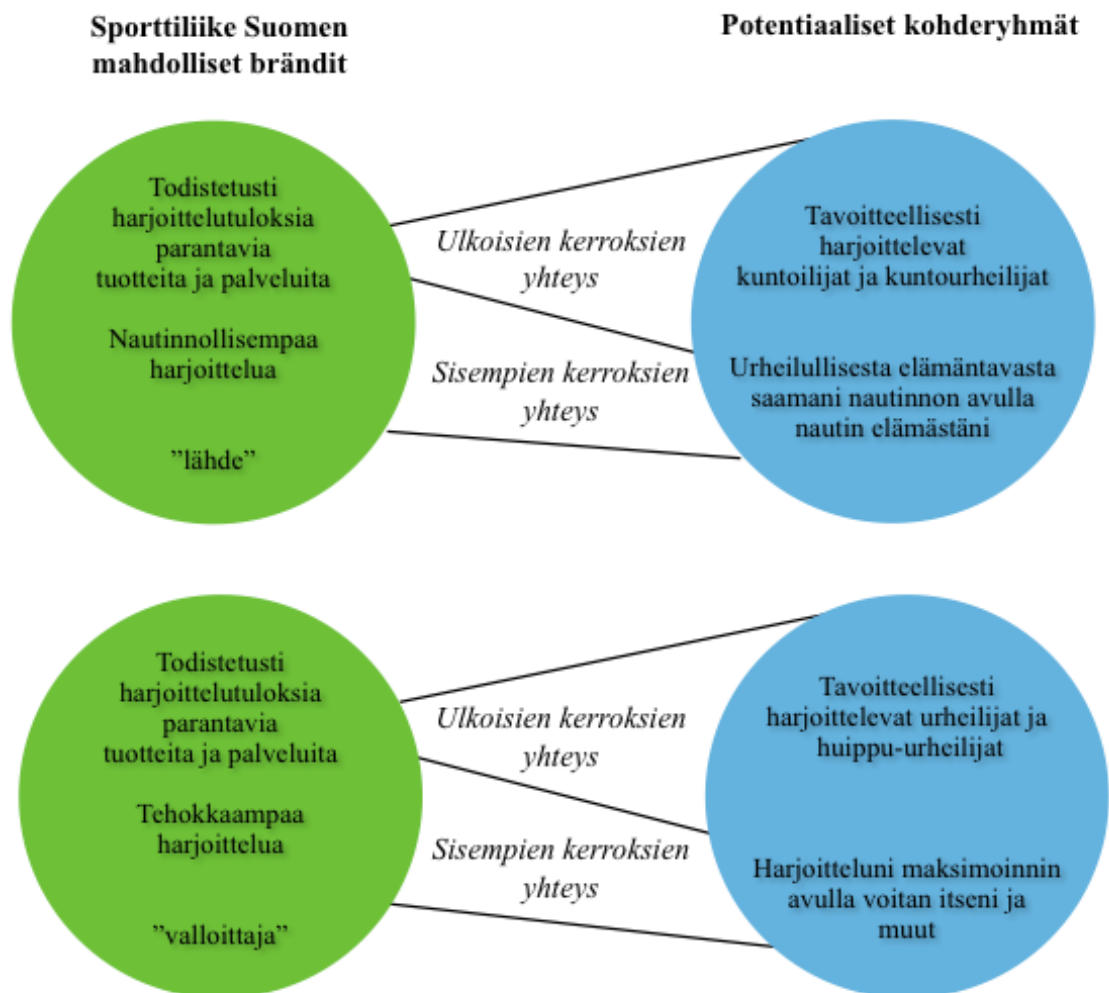 Sporttiliike Suomen
mahdolliset brändit
Potentiaaliset kohderyhmät
Todistetusti
harjoittelutuloksia
parantavia
tuotteita ja palveluita
Nautinnollisempaa
harjoittelua
”lähde”
Ulkoisien kerroksien
yhteys
Sisempien kerroksien
yhteys
Tavoitteellisesti
harjoittelevat
kuntoilijat ja kuntourheilijat
Urheilullisesta elämäntavasta
saamani nautinnon avulla
nautin elämästäni
Todistetusti
harjoittelutuloksia
parantavia
tuotteita ja palveluita
Tehokkaampaa
harjoittelua
”valloittaja”
Ulkoisien kerroksien
yhteys
Sisempien kerroksien
yhteys
Tavoitteellisesti
harjoittelevat urheilijat ja
huippu-urheilijat
Harjoitteluni maksimoinnin
avulla voitan itseni ja
muut